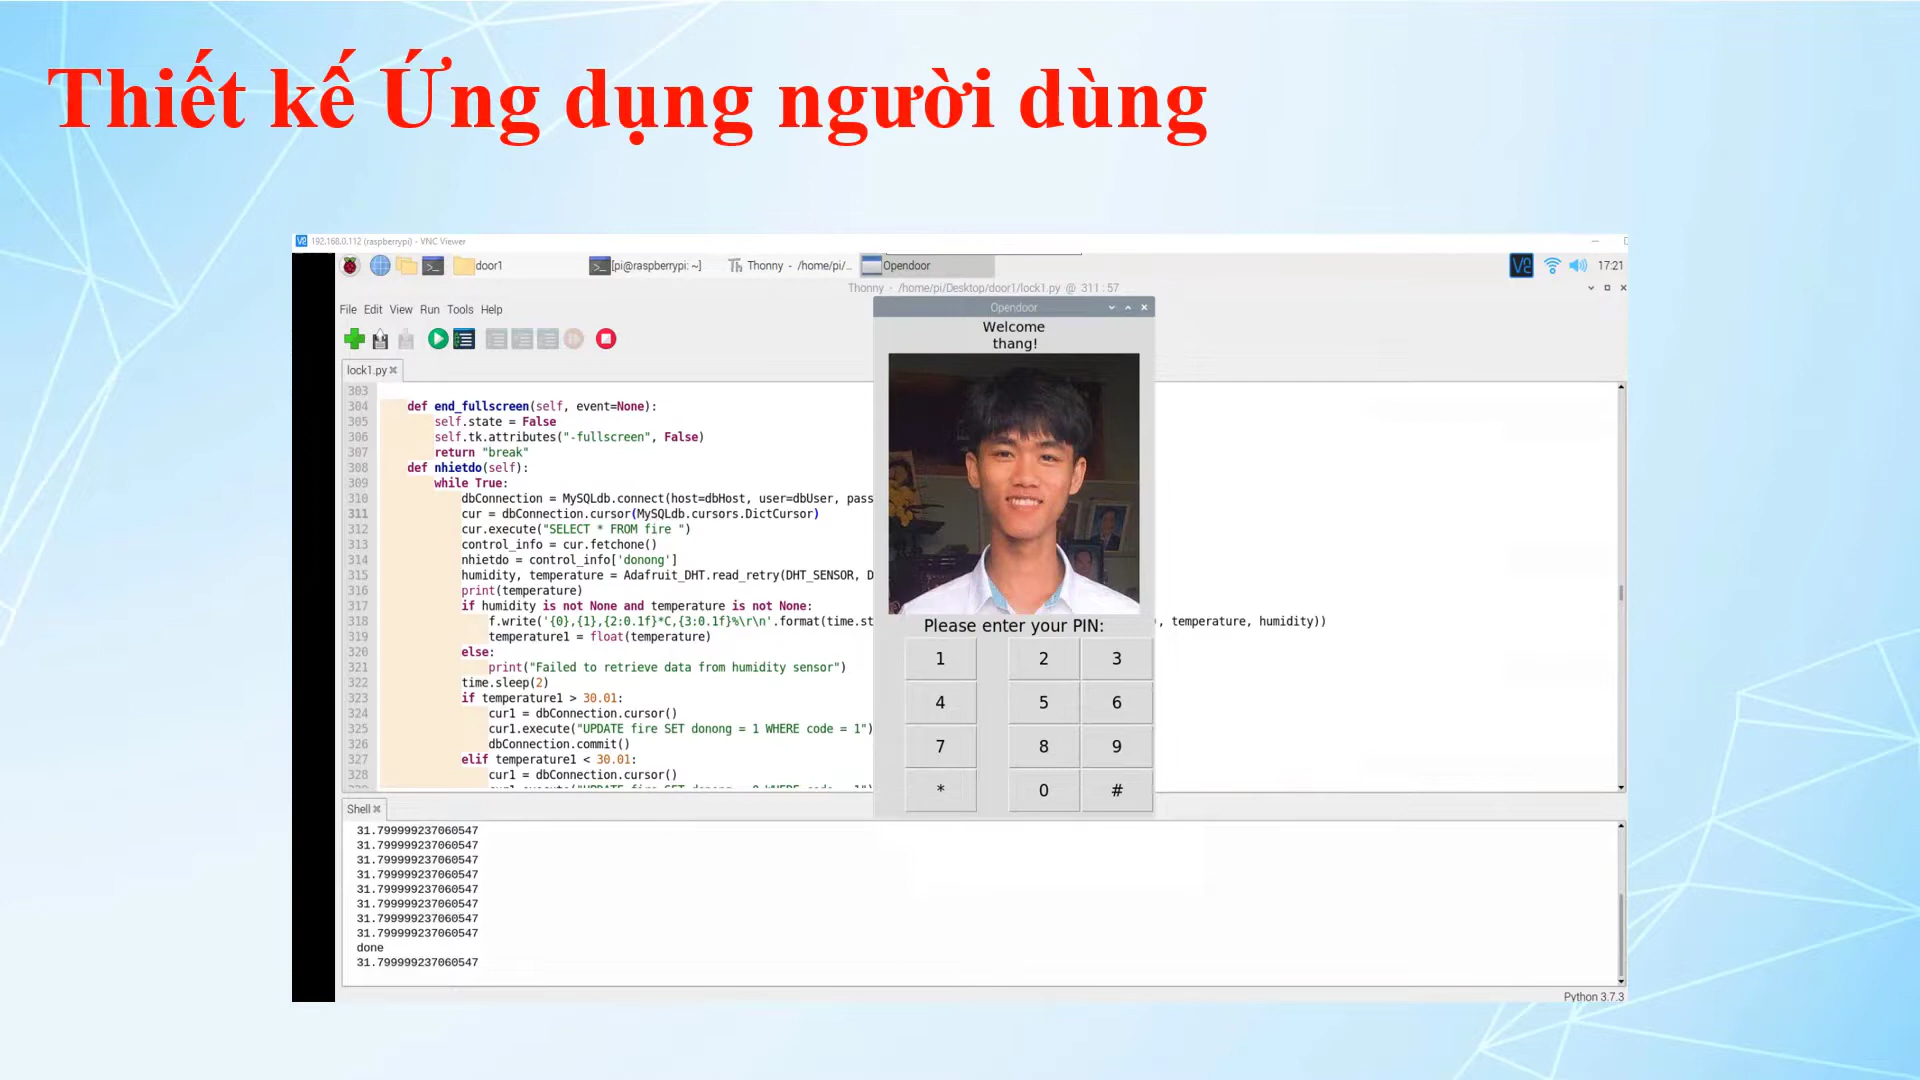 Thiết kế Ứng dụng người dùng
192.168.0.112 (raspberrypi) - VNC Viewer
door1
[pi@raspberrypi: ~]
Thonny - /home/pi/...
Opendoor
17:21
Thonny - /home/pi/Desktop/door1/lock1.py @ 311 : 57
File Edit View Run Tools Help
lock1.py
303
304 def end_fullscreen(self, event=None):
305 self.state = False
306 self.tk.attributes("-fullscreen", False)
307 return "break"
308 def nhietdo(self):
309 while True:
310 dbConnection = MySQLdb.connect(host=dbHost, user=dbUser, pass
311 cur = dbConnection.cursor(MySQLdb.cursors.DictCursor)
312 cur.execute("SELECT * FROM fire ")
313 control_info = cur.fetchone()
314 nhietdo = control_info['donong']
315 humidity, temperature = Adafruit_DHT.read_retry(DHT_SENSOR, D
316 print(temperature)
317 if humidity is not None and temperature is not None:
318 f.write('{0},{1},{2:0.1f}*C,{3:0.1f}%\r\n'.format(time.st ), temperature, humidity))
319 temperature1 = float(temperature)
320 else:
321 print("Failed to retrieve data from humidity sensor")
322 time.sleep(2)
323 if temperature1 > 30.01:
324 cur1 = dbConnection.cursor()
325 cur1.execute("UPDATE fire SET donong = 1 WHERE code = 1")
326 dbConnection.commit()
327 elif temperature1 < 30.01:
328 cur1 = dbConnection.cursor()
Opendoor
Welcome
thang!
Please enter your PIN:
1 2 3
4 5 6
7 8 9
* 0 #
Shell
31.799999237060547
31.799999237060547
31.799999237060547
31.799999237060547
31.799999237060547
31.799999237060547
31.799999237060547
31.799999237060547
done
31.799999237060547
Python 3.7.3